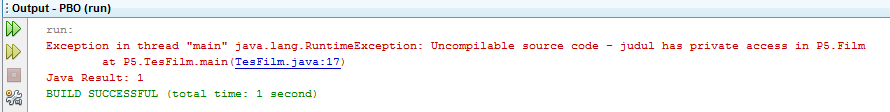 Output - PBO (run)
run:
Exception in thread "main" java.lang.RuntimeException: Uncompilable source code - judul has private access in P5.Film
at P5.TesFilm.main(TesFilm.java:17)
Java Result: 1
BUILD SUCCESSFUL (total time: 1 second)